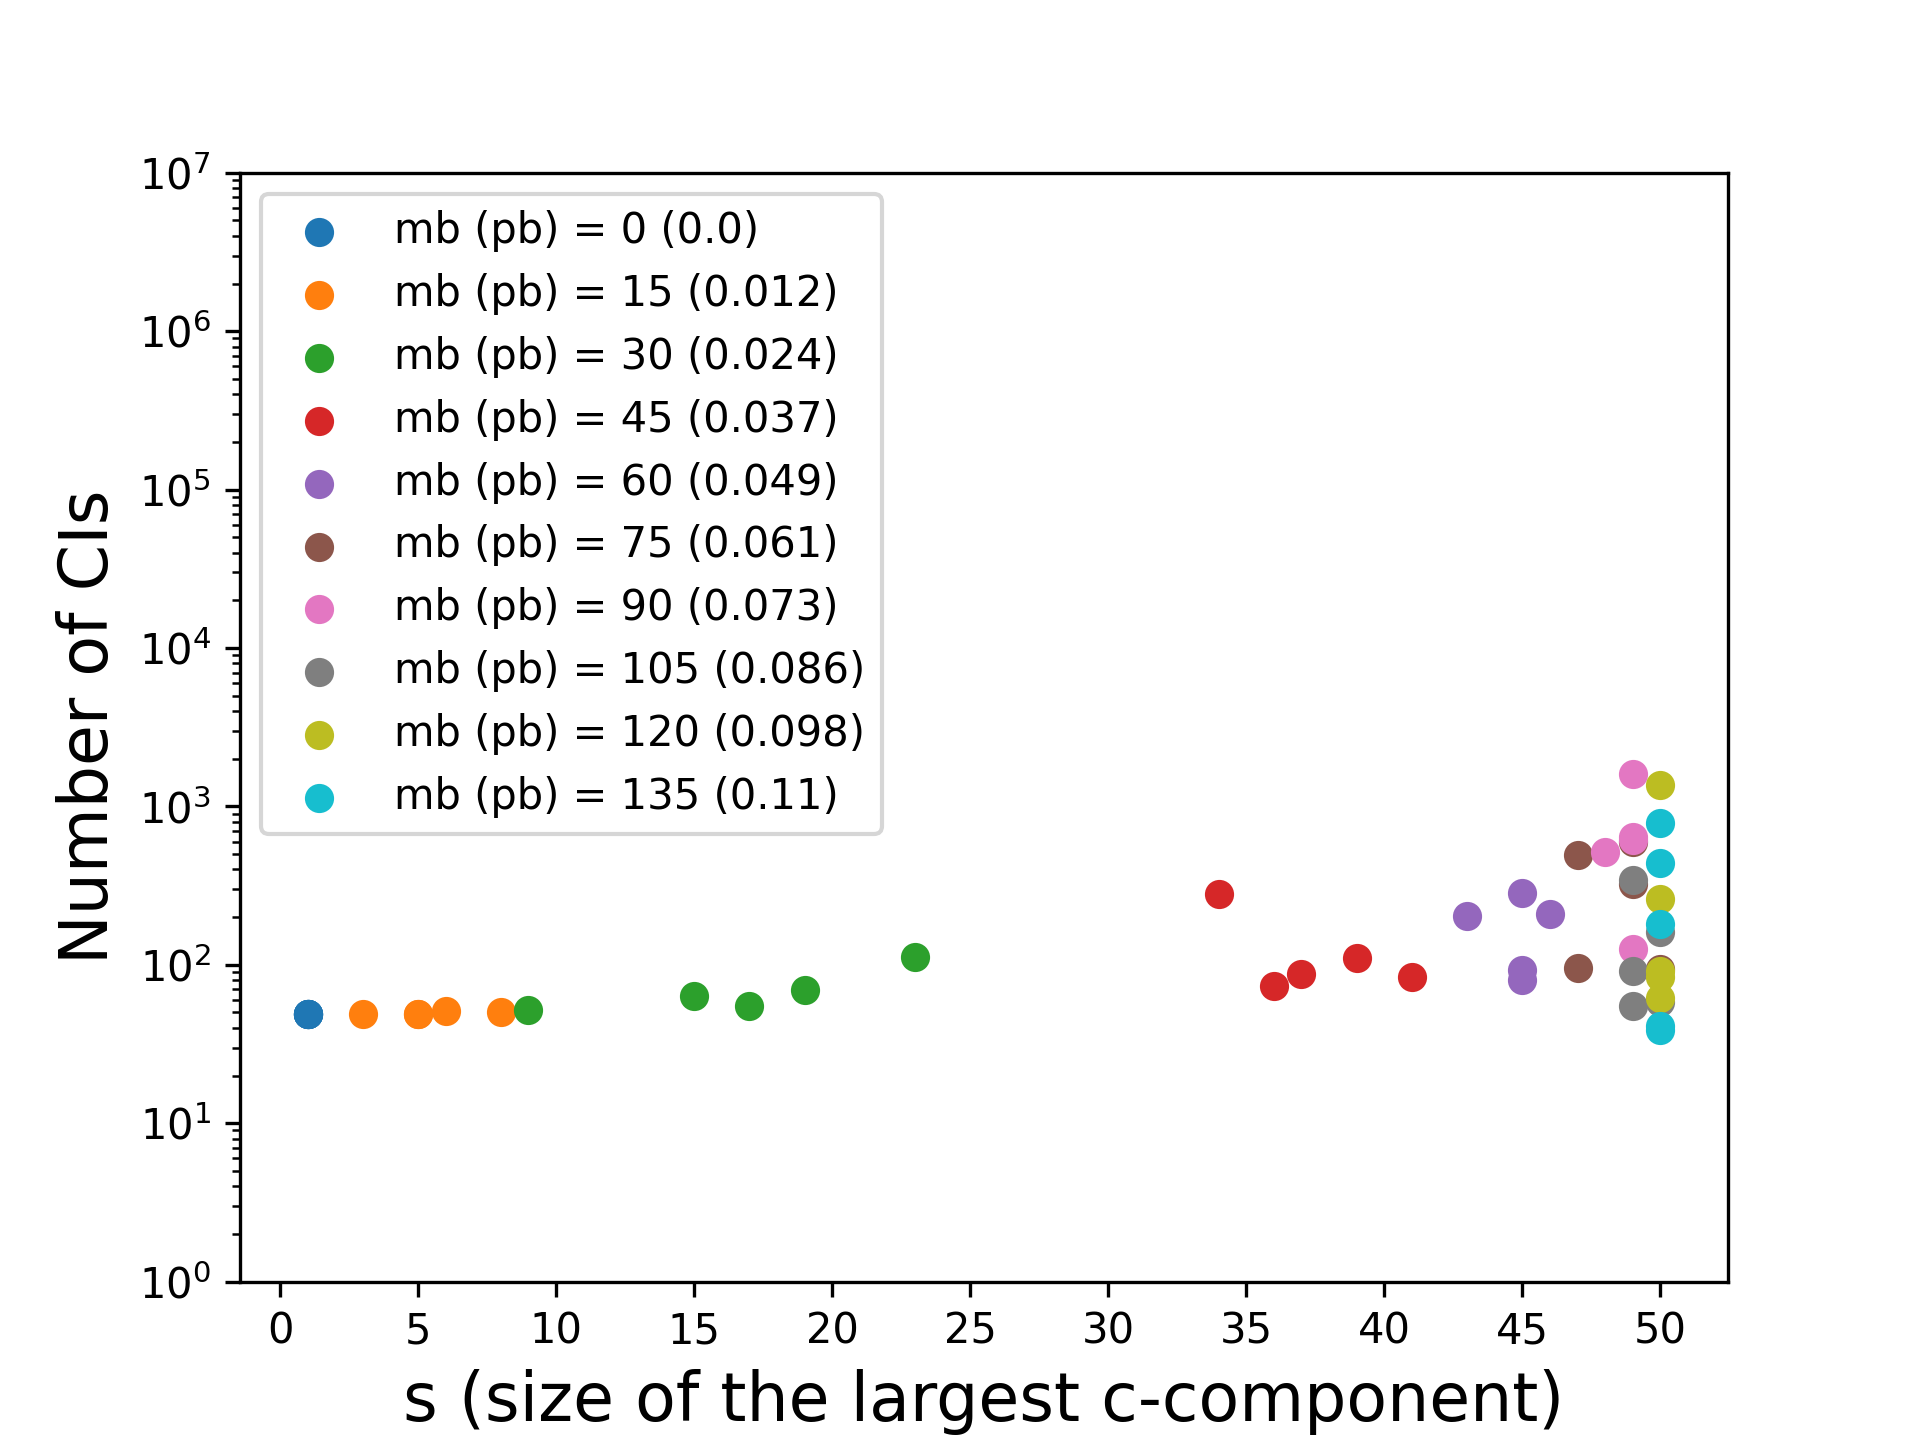 10^7
10^6
10^5
10^4
10^3
10^2
10^1
10^0
Number of CIs
mb (pb) = 0 (0.0)
mb (pb) = 15 (0.012)
mb (pb) = 30 (0.024)
mb (pb) = 45 (0.037)
mb (pb) = 60 (0.049)
mb (pb) = 75 (0.061)
mb (pb) = 90 (0.073)
mb (pb) = 105 (0.086)
mb (pb) = 120 (0.098)
mb (pb) = 135 (0.11)
0 5 10 15 20 25 30 35 40 45 50
s (size of the largest c-component)